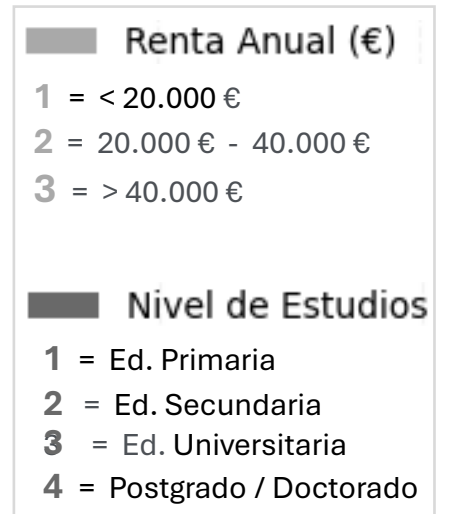 Renta Anual (€)
1 = < 20.000 €
2 = 20.000 € - 40.000 €
3 = > 40.000 €
Nivel de Estudios
1 = Ed. Primaria
2 = Ed. Secundaria
3 = Ed. Universitaria
4 = Postgrado / Doctorado